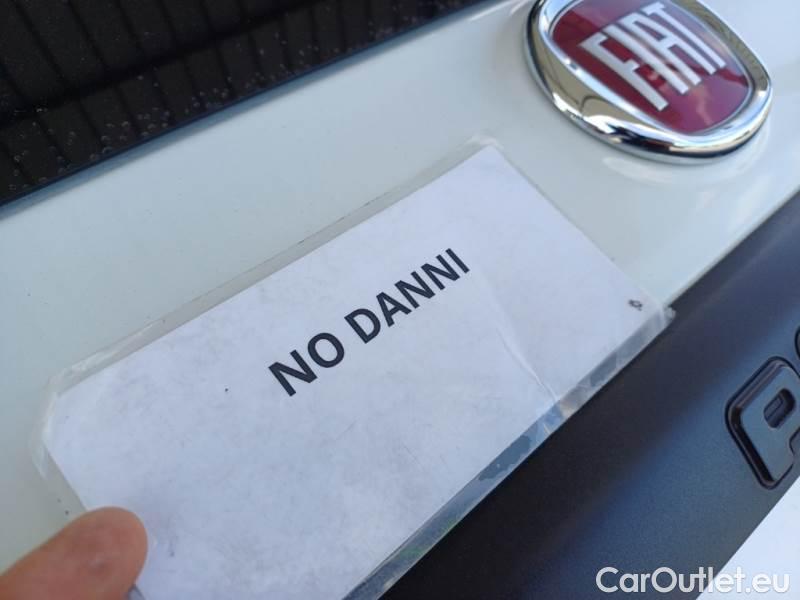 FIAT
NO DANNI
CarOutlet.eu